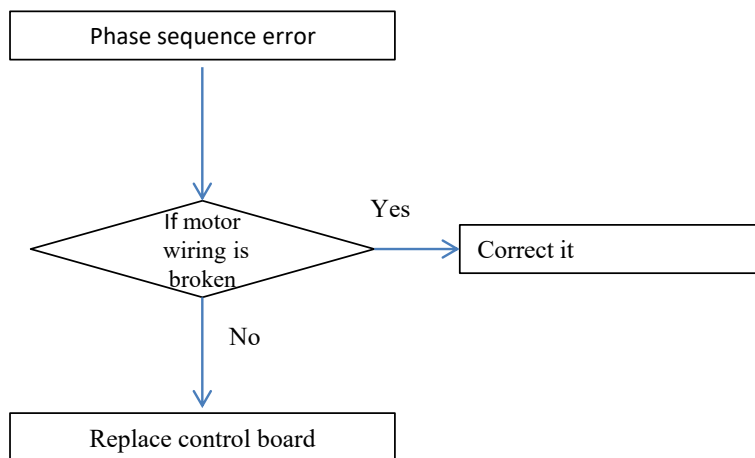 Phase sequence error
If motor
wiring is
broken
Yes
Correct it
No
Replace control board